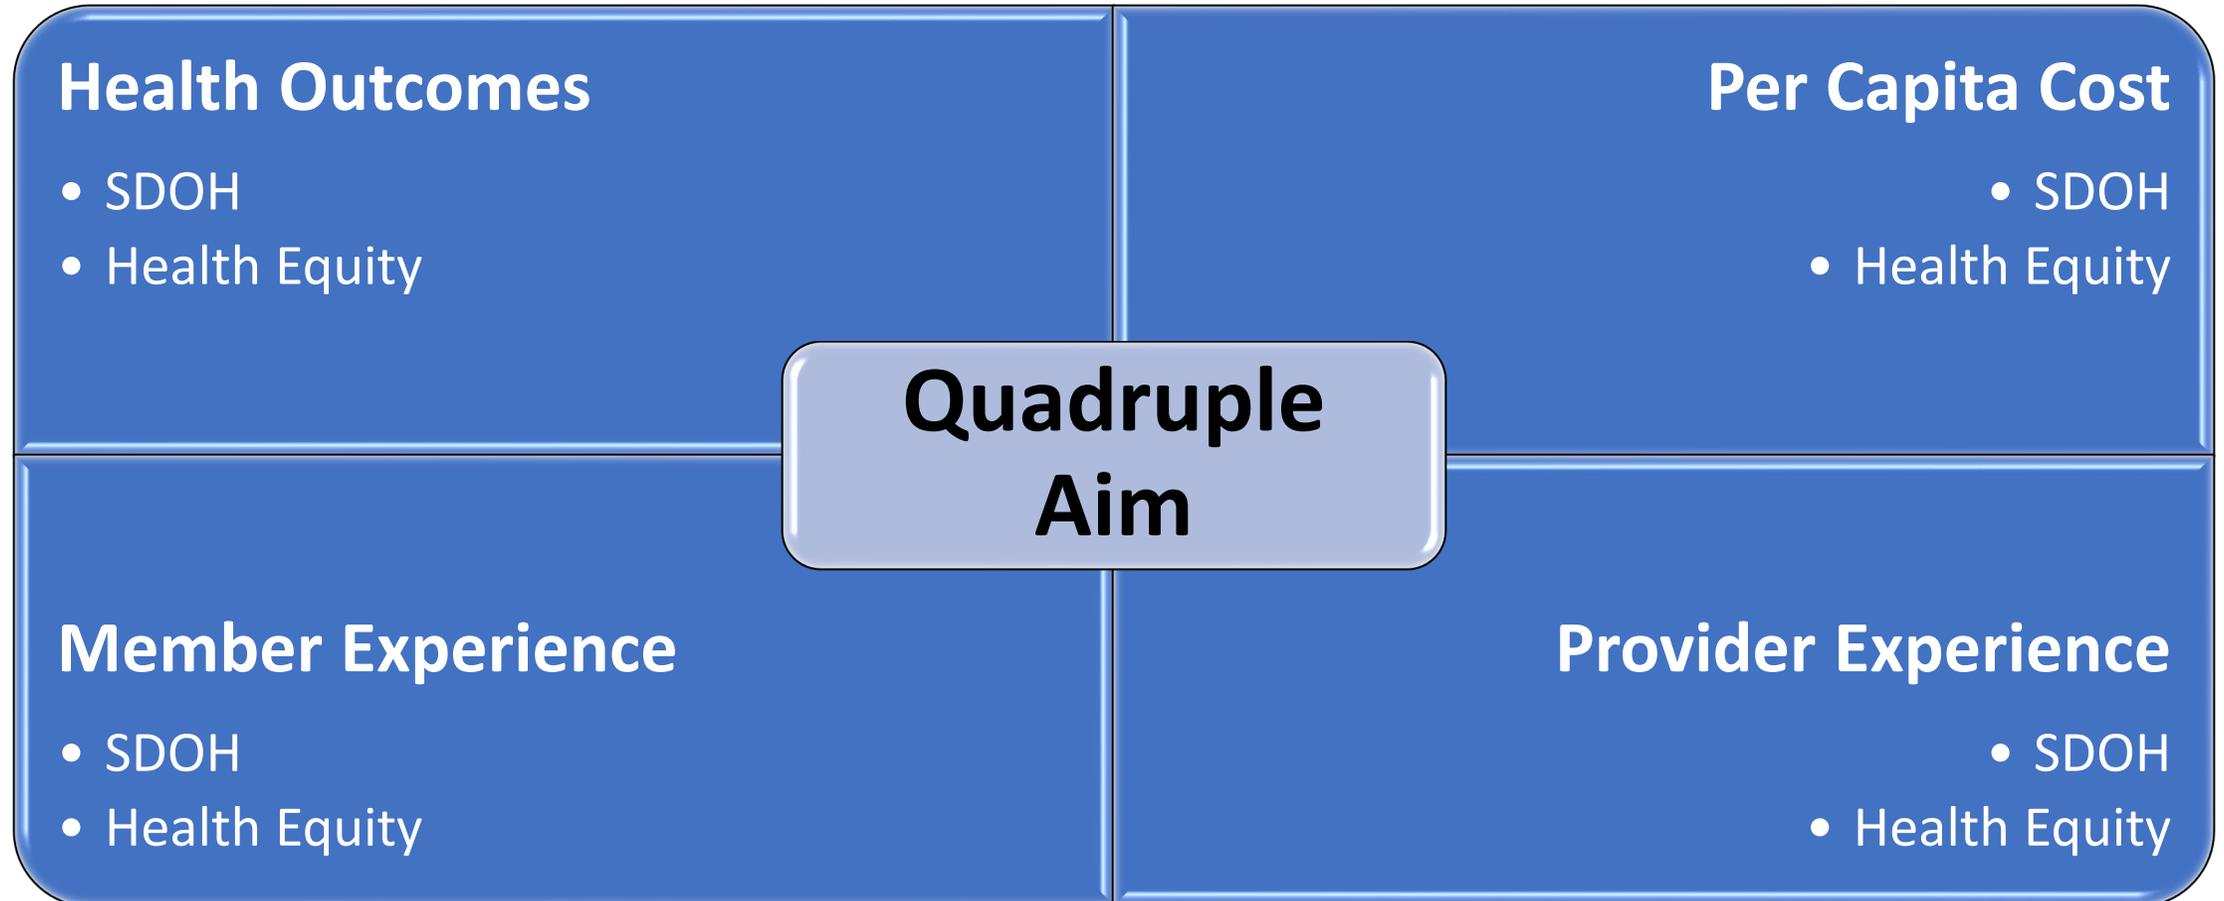 Health Outcomes
• SDOH
• Health Equity
Per Capita Cost
• SDOH
• Health Equity
Quadruple
Aim
Member Experience
• SDOH
• Health Equity
Provider Experience
• SDOH
• Health Equity